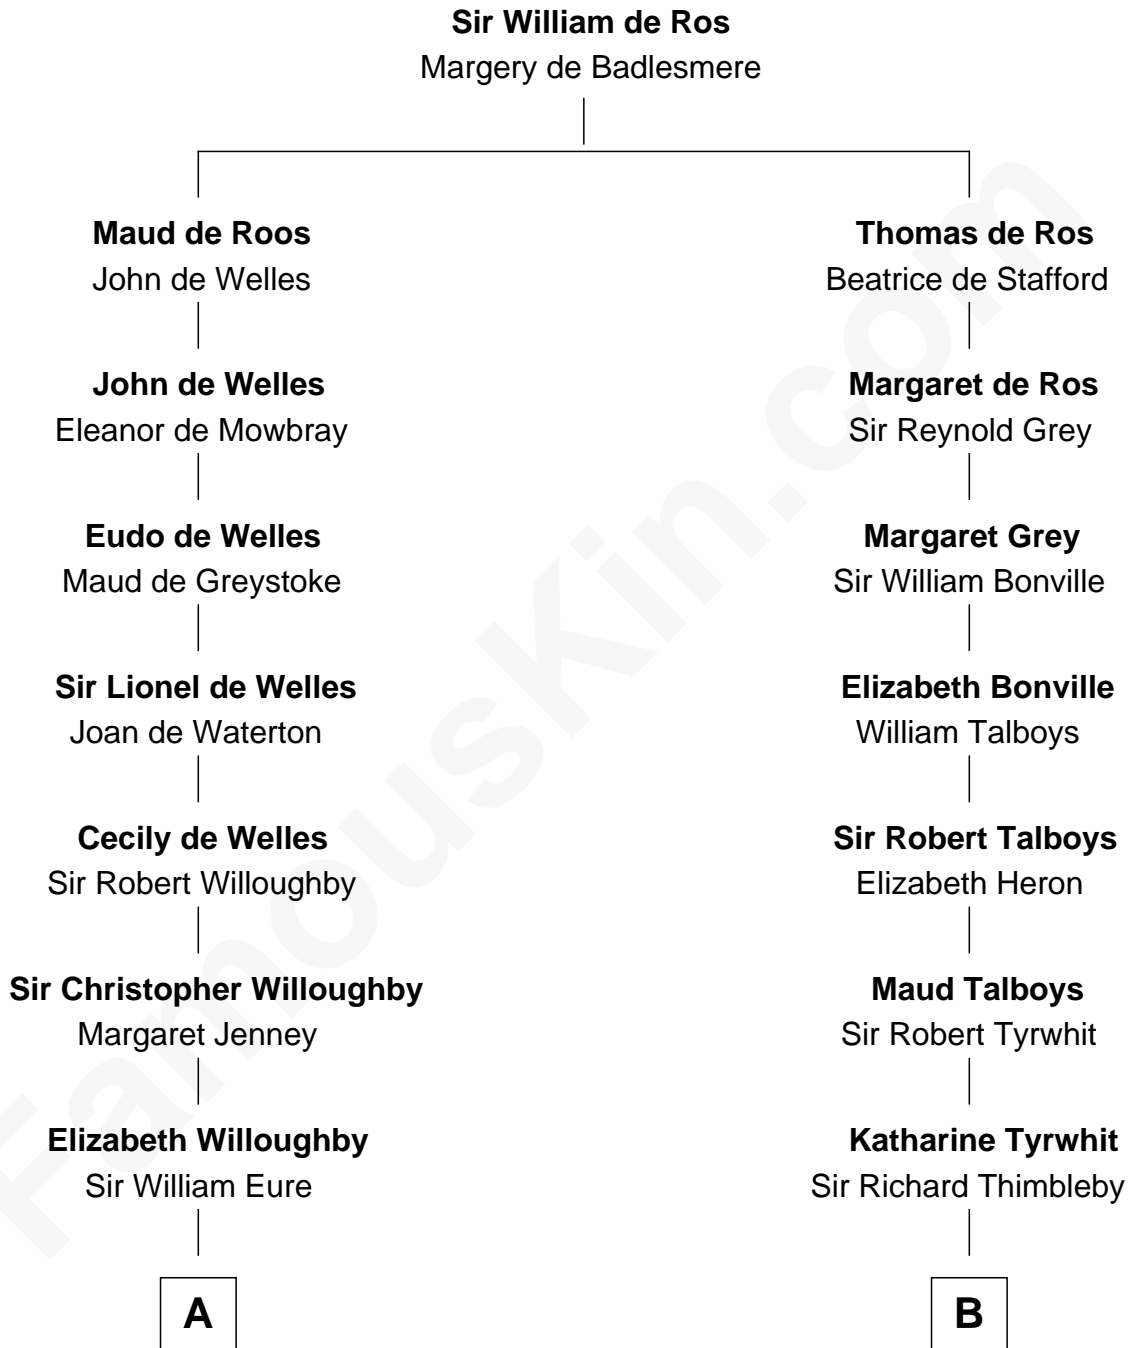 Sir William de Ros
Margery de Badlesmere
Maud de Roos
John de Welles
Thomas de Ros
Beatrice de Stafford
John de Welles
Eleanor de Mowbray
Margaret de Ros
Sir Reynold Grey
Eudo de Welles
Maud de Greystoke
Margaret Grey
Sir William Bonville
Sir Lionel de Welles
Joan de Waterton
Elizabeth Bonville
William Talboys
Cecily de Welles
Sir Robert Willoughby
Sir Robert Talboys
Elizabeth Heron
Sir Christopher Willoughby
Margaret Jenney
Maud Talboys
Sir Robert Tyrwhit
Elizabeth Willoughby
Sir William Eure
Katharine Tyrwhit
Sir Richard Thimbleby
A
B
FamousKin.com